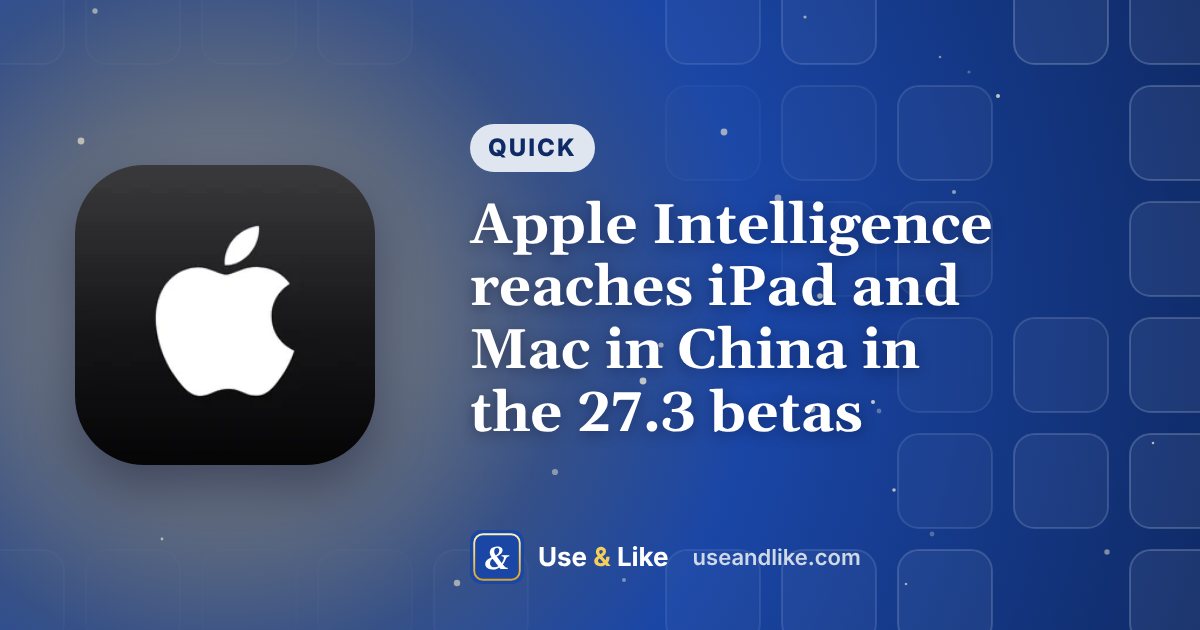 QUICK
Apple Intelligence
reaches iPad and
Mac in China in
the 27.3 betas
& Use & Like useandlike.com